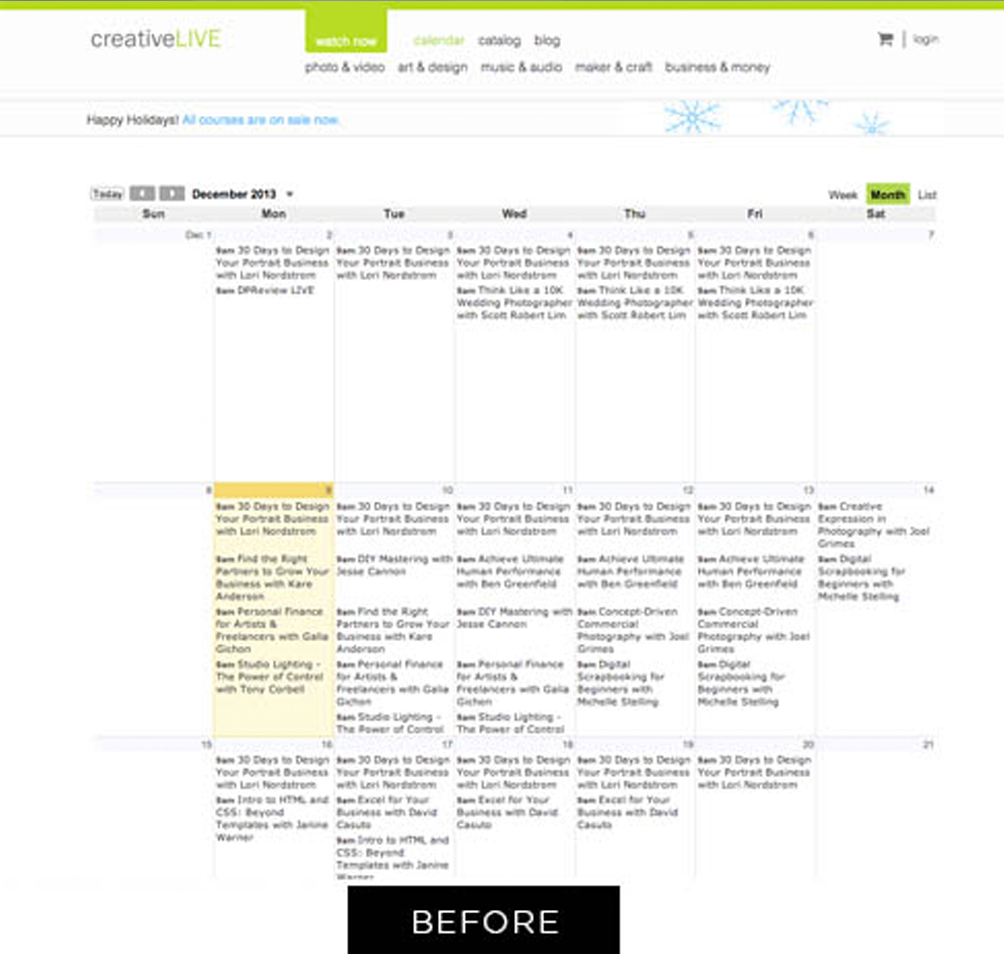 creativeLIVE
watch now calendar catalog blog login
photo & video art & design music & audio maker & craft business & money
Happy Holidays! All courses are on sale now.
Today December 2013 Week Month List
Sun Mon Tue Wed Thu Fri Sat
Dec 1 2 3 4 5 6 7
9am 30 Days to Design 9am 30 Days to Design 9am 30 Days to Design 9am 30 Days to Design 9am 30 Days to Design
Your Portrait Business Your Portrait Business Your Portrait Business Your Portrait Business Your Portrait Business
with Lori Nordstrom with Lori Nordstrom with Lori Nordstrom with Lori Nordstrom with Lori Nordstrom
9am DPReview LIVE 9am Think Like a 10K 9am Think Like a 10K 9am Think Like a 10K
Wedding Photographer Wedding Photographer Wedding Photographer
with Scott Robert Lim with Scott Robert Lim with Scott Robert Lim
8 9 10 11 12 13 14
9am 30 Days to Design 9am 30 Days to Design 9am 30 Days to Design 9am 30 Days to Design 9am 30 Days to Design 9am Creative
Your Portrait Business Your Portrait Business Your Portrait Business Your Portrait Business Your Portrait Business Expression in
with Lori Nordstrom with Lori Nordstrom with Lori Nordstrom with Lori Nordstrom with Lori Nordstrom Photography with Joel
Grimes
9am Find the Right 9am DIY Mastering with 9am Achieve Ultimate 9am Achieve Ultimate 9am Achieve Ultimate 9am Digital
Partners to Grow Your Jesse Cannon Human Performance Human Performance Human Performance Scrapbooking for
Business with Kare with Ben Greenfield with Ben Greenfield with Ben Greenfield Beginners with
Anderson Michelle Stelling
9am Personal Finance 9am Find the Right 9am DIY Mastering with 9am Concept-Driven 9am Concept-Driven
for Artists & Partners to Grow Your Jesse Cannon Commercial Commercial
Freelancers with Galia Business with Kare Photography with Joel Photography with Joel
Gichon Anderson Grimes Grimes
9am Studio Lighting - 9am Personal Finance 9am Personal Finance 9am Digital 9am Digital
The Power of Control for Artists & for Artists & Scrapbooking for Scrapbooking for
with Tony Corbell Freelancers with Galia Freelancers with Galia Beginners with Beginners with
Gichon Gichon Michelle Stelling Michelle Stelling
9am Studio Lighting - 9am Studio Lighting -
The Power of Control The Power of Control
15 16 17 18 19 20 21
9am 30 Days to Design 9am 30 Days to Design 9am 30 Days to Design 9am 30 Days to Design 9am 30 Days to Design
Your Portrait Business Your Portrait Business Your Portrait Business Your Portrait Business Your Portrait Business
with Lori Nordstrom with Lori Nordstrom with Lori Nordstrom with Lori Nordstrom with Lori Nordstrom
9am Intro to HTML and 9am Excel for Your 9am Excel for Your 9am Excel for Your
CSS: Beyond Business with David Business with David Business with David
Templates with Janine Casuto Casuto Casuto
Warner 9am Intro to HTML and
CSS: Beyond
Templates with Janine
Warner
BEFORE